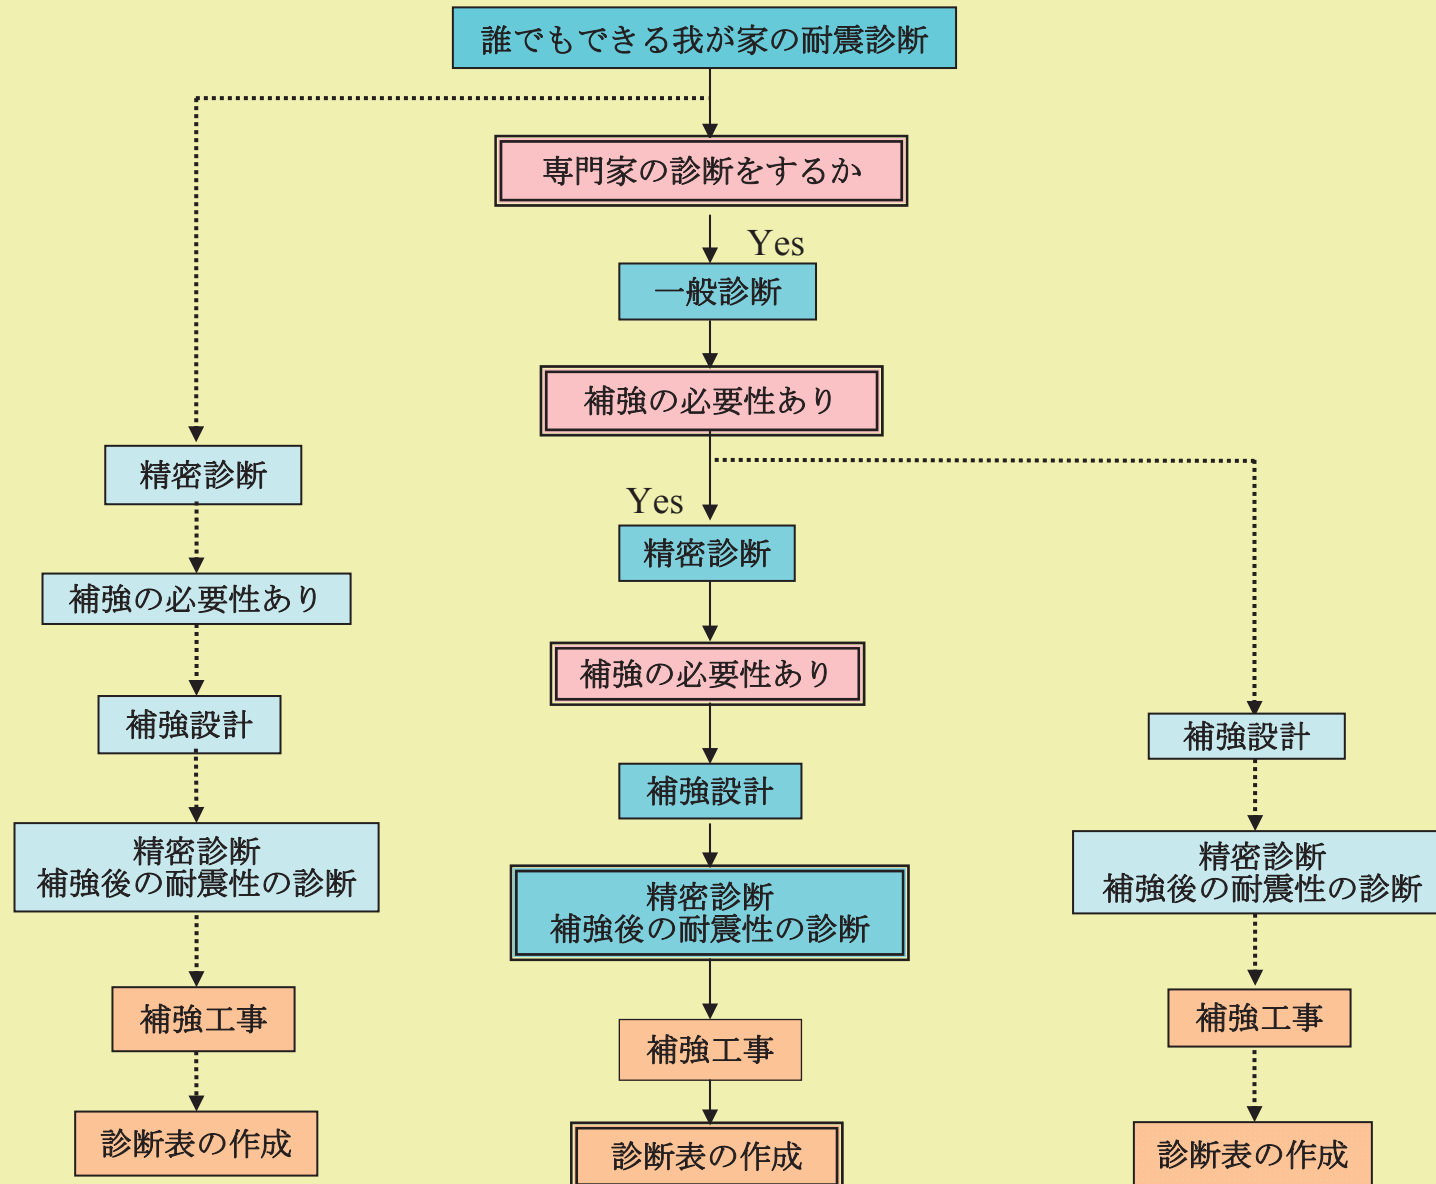 誰でもできる我が家の耐震診断
専門家の診断をするか
Yes
一般診断
補強の必要性あり
Yes
精密診断
補強の必要性あり
補強設計
精密診断
補強後の耐震性の診断
補強工事
診断表の作成
精密診断
補強の必要性あり
補強設計
精密診断
補強後の耐震性の診断
補強工事
診断表の作成
補強設計
精密診断
補強後の耐震性の診断
補強工事
診断表の作成